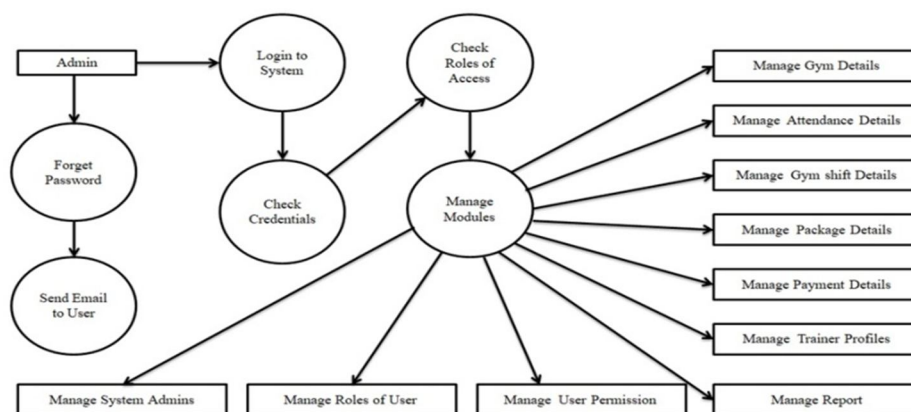 Admin
Login to
System
Check
Roles of
Access
Manage Gym Details
Manage Attendance Details
Forget
Password
Manage Gym shift Details
Check
Credentials
Manage
Modules
Manage Package Details
Manage Payment Details
Send Email
to User
Manage Trainer Profiles
Manage System Admins
Manage Roles of User
Manage User Permission
Manage Report